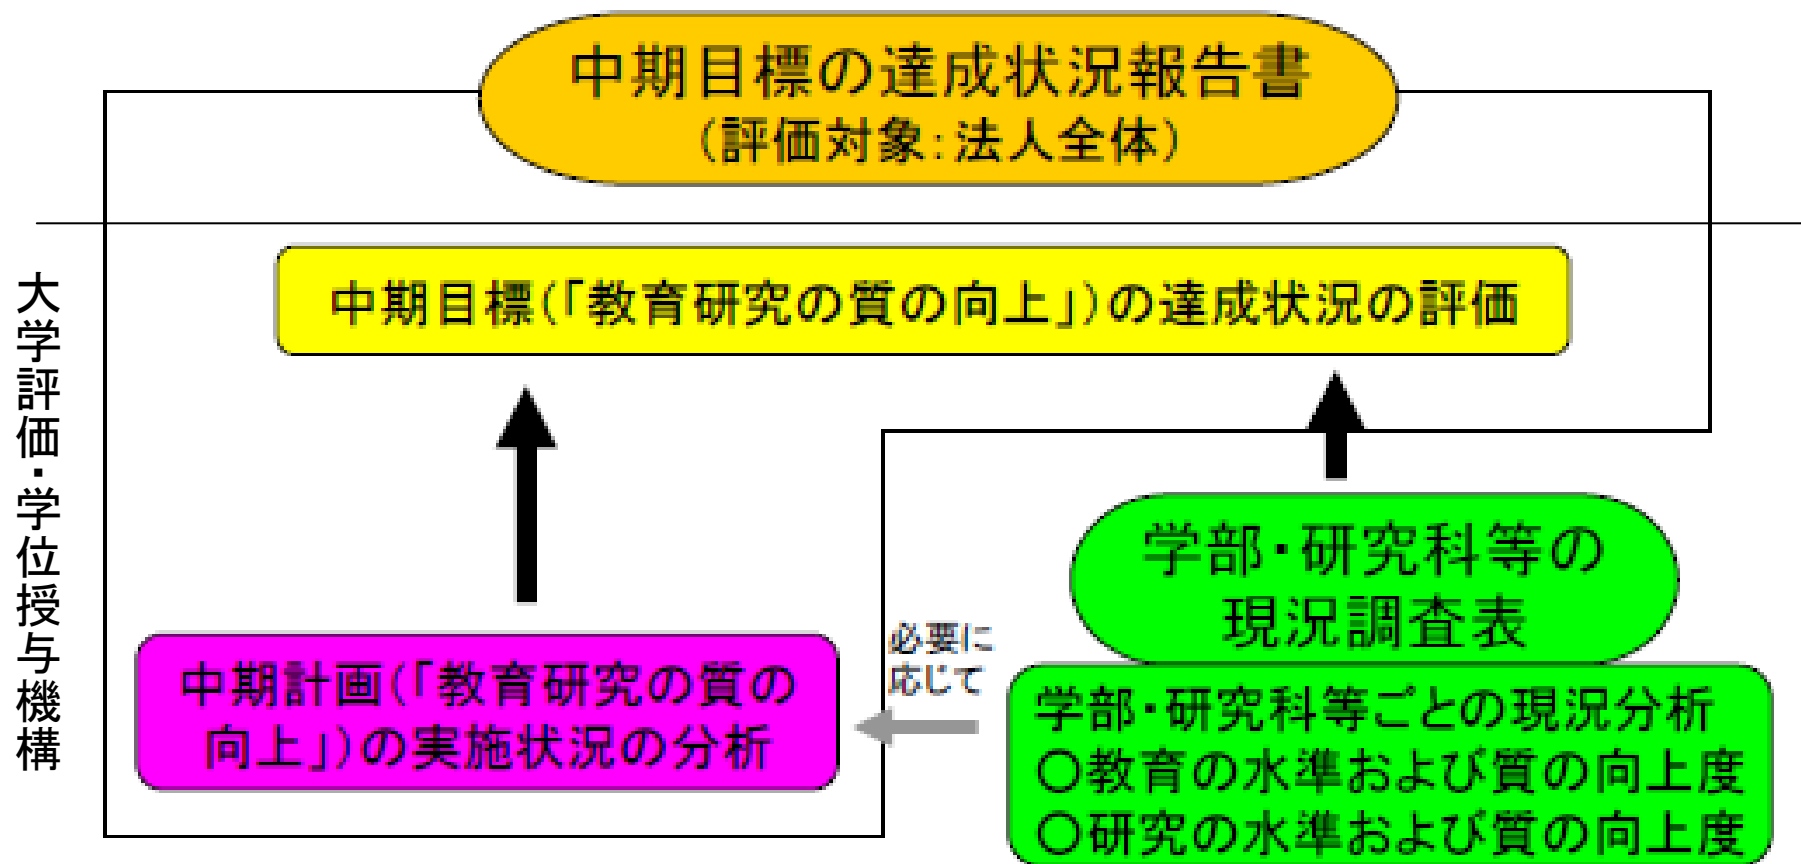 中期目標の達成状況報告書
(評価対象:法人全体)
大学評価・学位授与機構
中期目標(「教育研究の質の向上」)の達成状況の評価
学部・研究科等の
現況調査表
必要に
応じて
中期計画(「教育研究の質の
向上」)の実施状況の分析
学部・研究科等ごとの現況分析
○教育の水準および質の向上度
○研究の水準および質の向上度